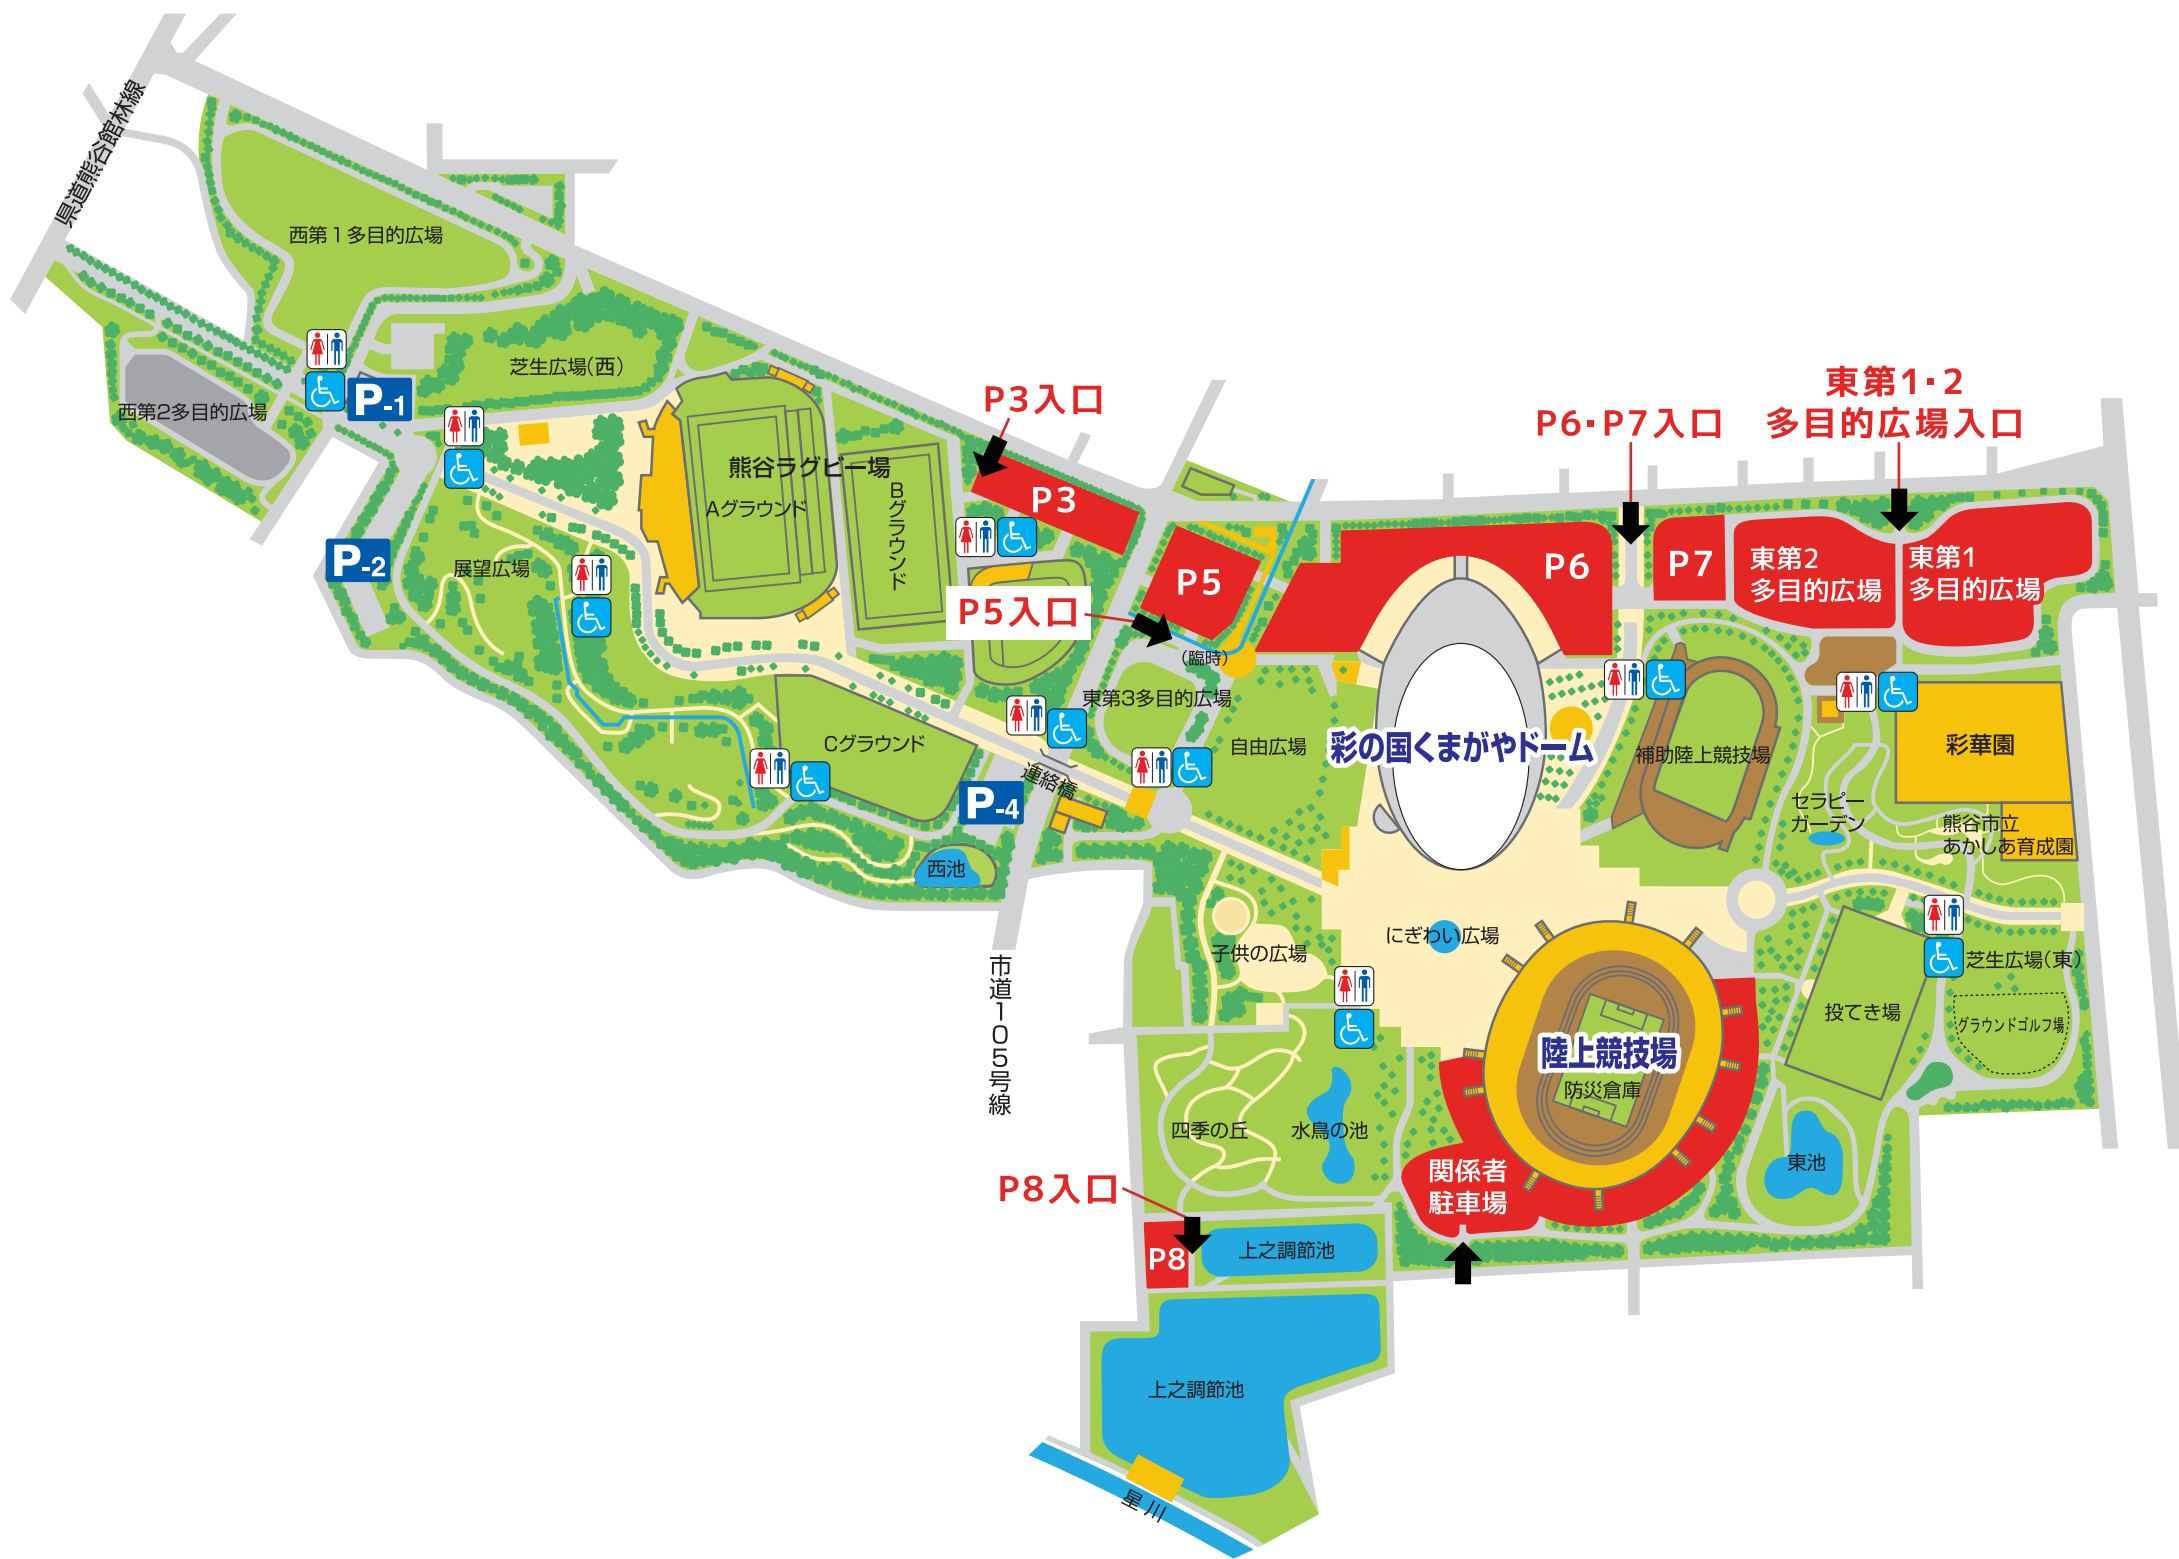 県道熊谷館林線
西第1多目的広場
芝生広場(西)
西第2多目的広場
P-1
P-2
展望広場
熊谷ラグビー場
Aグラウンド
Bグラウンド
Cグラウンド
P3入口
P3
P5入口
P5
(臨時)
東第3多目的広場
自由広場
連絡橋
P-4
西池
市道105号線
P6・P7入口
P6
P7
東第1・2
多目的広場入口
東第2
多目的広場
東第1
多目的広場
彩の国くまがやドーム
補助陸上競技場
彩華園
セラピー
ガーデン
熊谷市立
あかしあ育成園
にぎわい広場
子供の広場
芝生広場(東)
投てき場
グラウンドゴルフ場
陸上競技場
防災倉庫
四季の丘
水鳥の池
関係者
駐車場
東池
P8入口
P8
上之調節池
上之調節池
星川